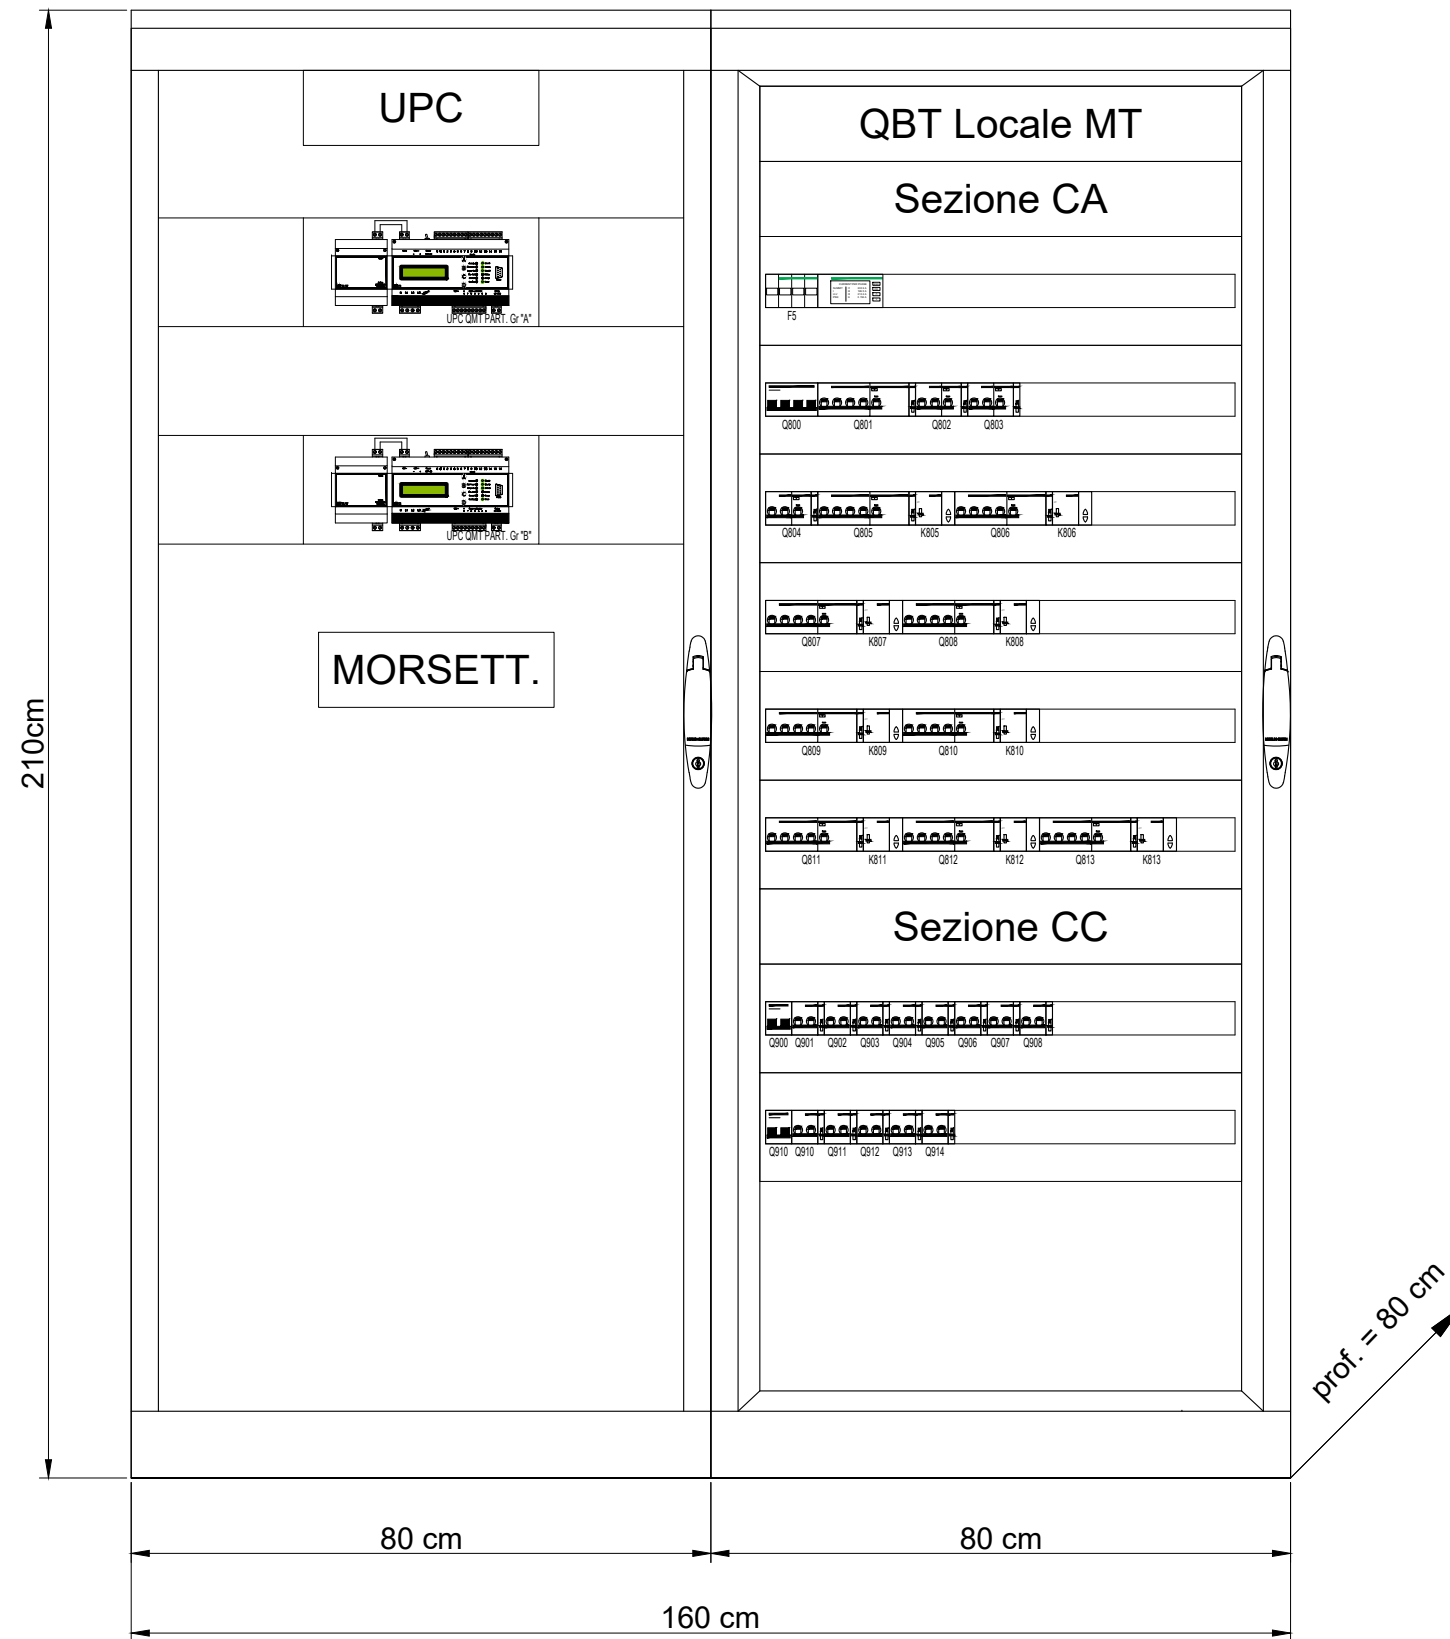 UPC
UPC QMT PART. Gr "A"
UPC QMT PART. Gr "B"
MORSETT.
QBT Locale MT
Sezione CA
F5
Q800 Q801 Q802 Q803
Q804 Q805 K805 Q806 K806
Q807 K807 Q808 K808
Q809 K809 Q810 K810
Q811 K811 Q812 K812 Q813 K813
Sezione CC
Q900 Q901 Q902 Q903 Q904 Q905 Q906 Q907 Q908
Q910 Q910 Q911 Q912 Q913 Q914
210cm
prof. = 80 cm
80 cm
80 cm
160 cm